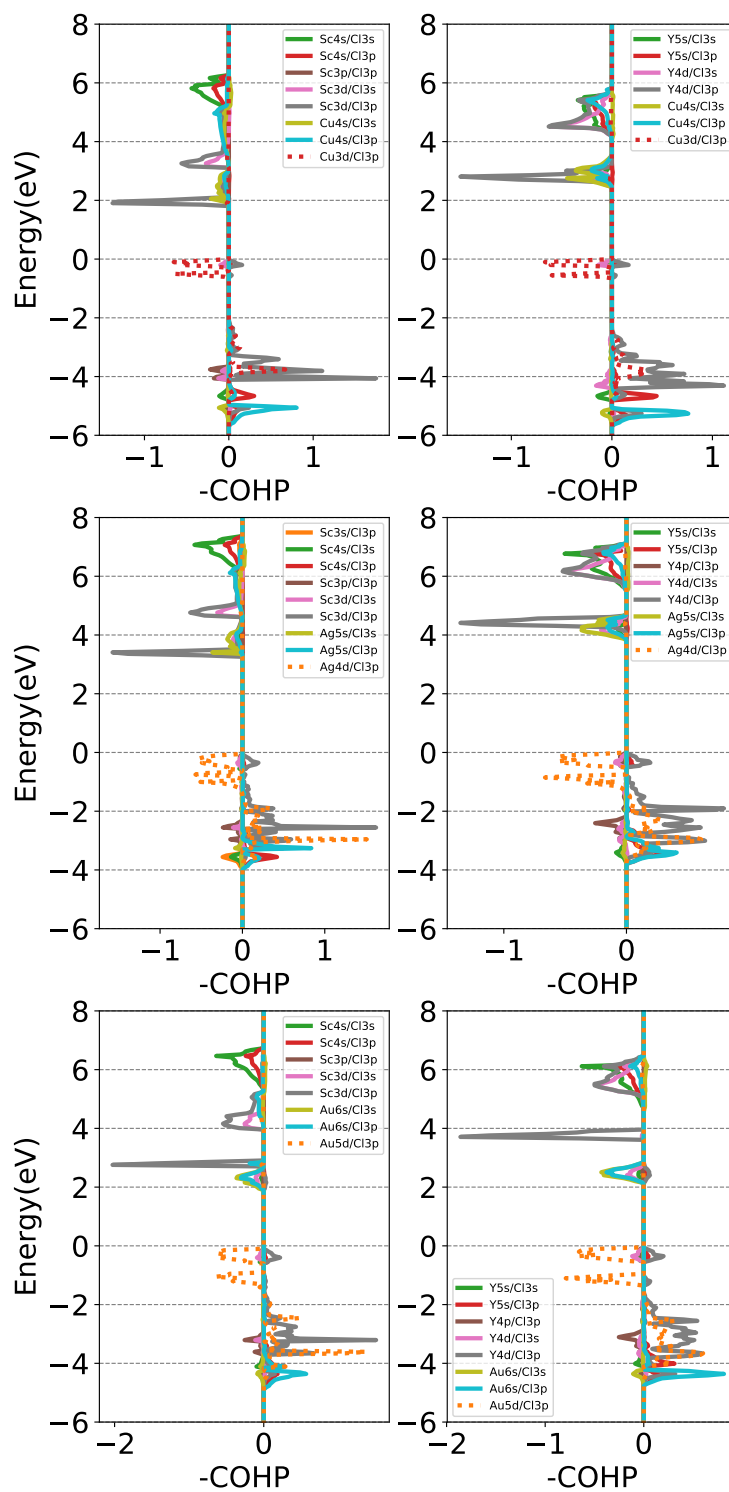 8
6
4
2
0
−2
−4
−6
Energy(eV)
−1
0
1
-COHP
Sc4s/Cl3s
Sc4s/Cl3p
Sc3p/Cl3p
Sc3d/Cl3s
Sc3d/Cl3p
Cu4s/Cl3s
Cu4s/Cl3p
Cu3d/Cl3p
8
6
4
2
0
−2
−4
−6
−1
0
1
-COHP
Y5s/Cl3s
Y5s/Cl3p
Y4d/Cl3s
Y4d/Cl3p
Cu4s/Cl3s
Cu4s/Cl3p
Cu3d/Cl3p
8
6
4
2
0
−2
−4
−6
Energy(eV)
−1
0
1
-COHP
Sc3s/Cl3p
Sc4s/Cl3s
Sc4s/Cl3p
Sc3p/Cl3p
Sc3d/Cl3s
Sc3d/Cl3p
Ag5s/Cl3s
Ag5s/Cl3p
Ag4d/Cl3p
8
6
4
2
0
−2
−4
−6
−1
0
-COHP
Y5s/Cl3s
Y5s/Cl3p
Y4p/Cl3p
Y4d/Cl3s
Y4d/Cl3p
Ag5s/Cl3s
Ag5s/Cl3p
Ag4d/Cl3p
8
6
4
2
0
−2
−4
−6
Energy(eV)
−2
0
-COHP
Sc4s/Cl3s
Sc4s/Cl3p
Sc3p/Cl3p
Sc3d/Cl3s
Sc3d/Cl3p
Au6s/Cl3s
Au6s/Cl3p
Au5d/Cl3p
8
6
4
2
0
−2
−4
−6
−2
−1
0
-COHP
Y5s/Cl3s
Y5s/Cl3p
Y4p/Cl3p
Y4d/Cl3s
Y4d/Cl3p
Au6s/Cl3s
Au6s/Cl3p
Au5d/Cl3p